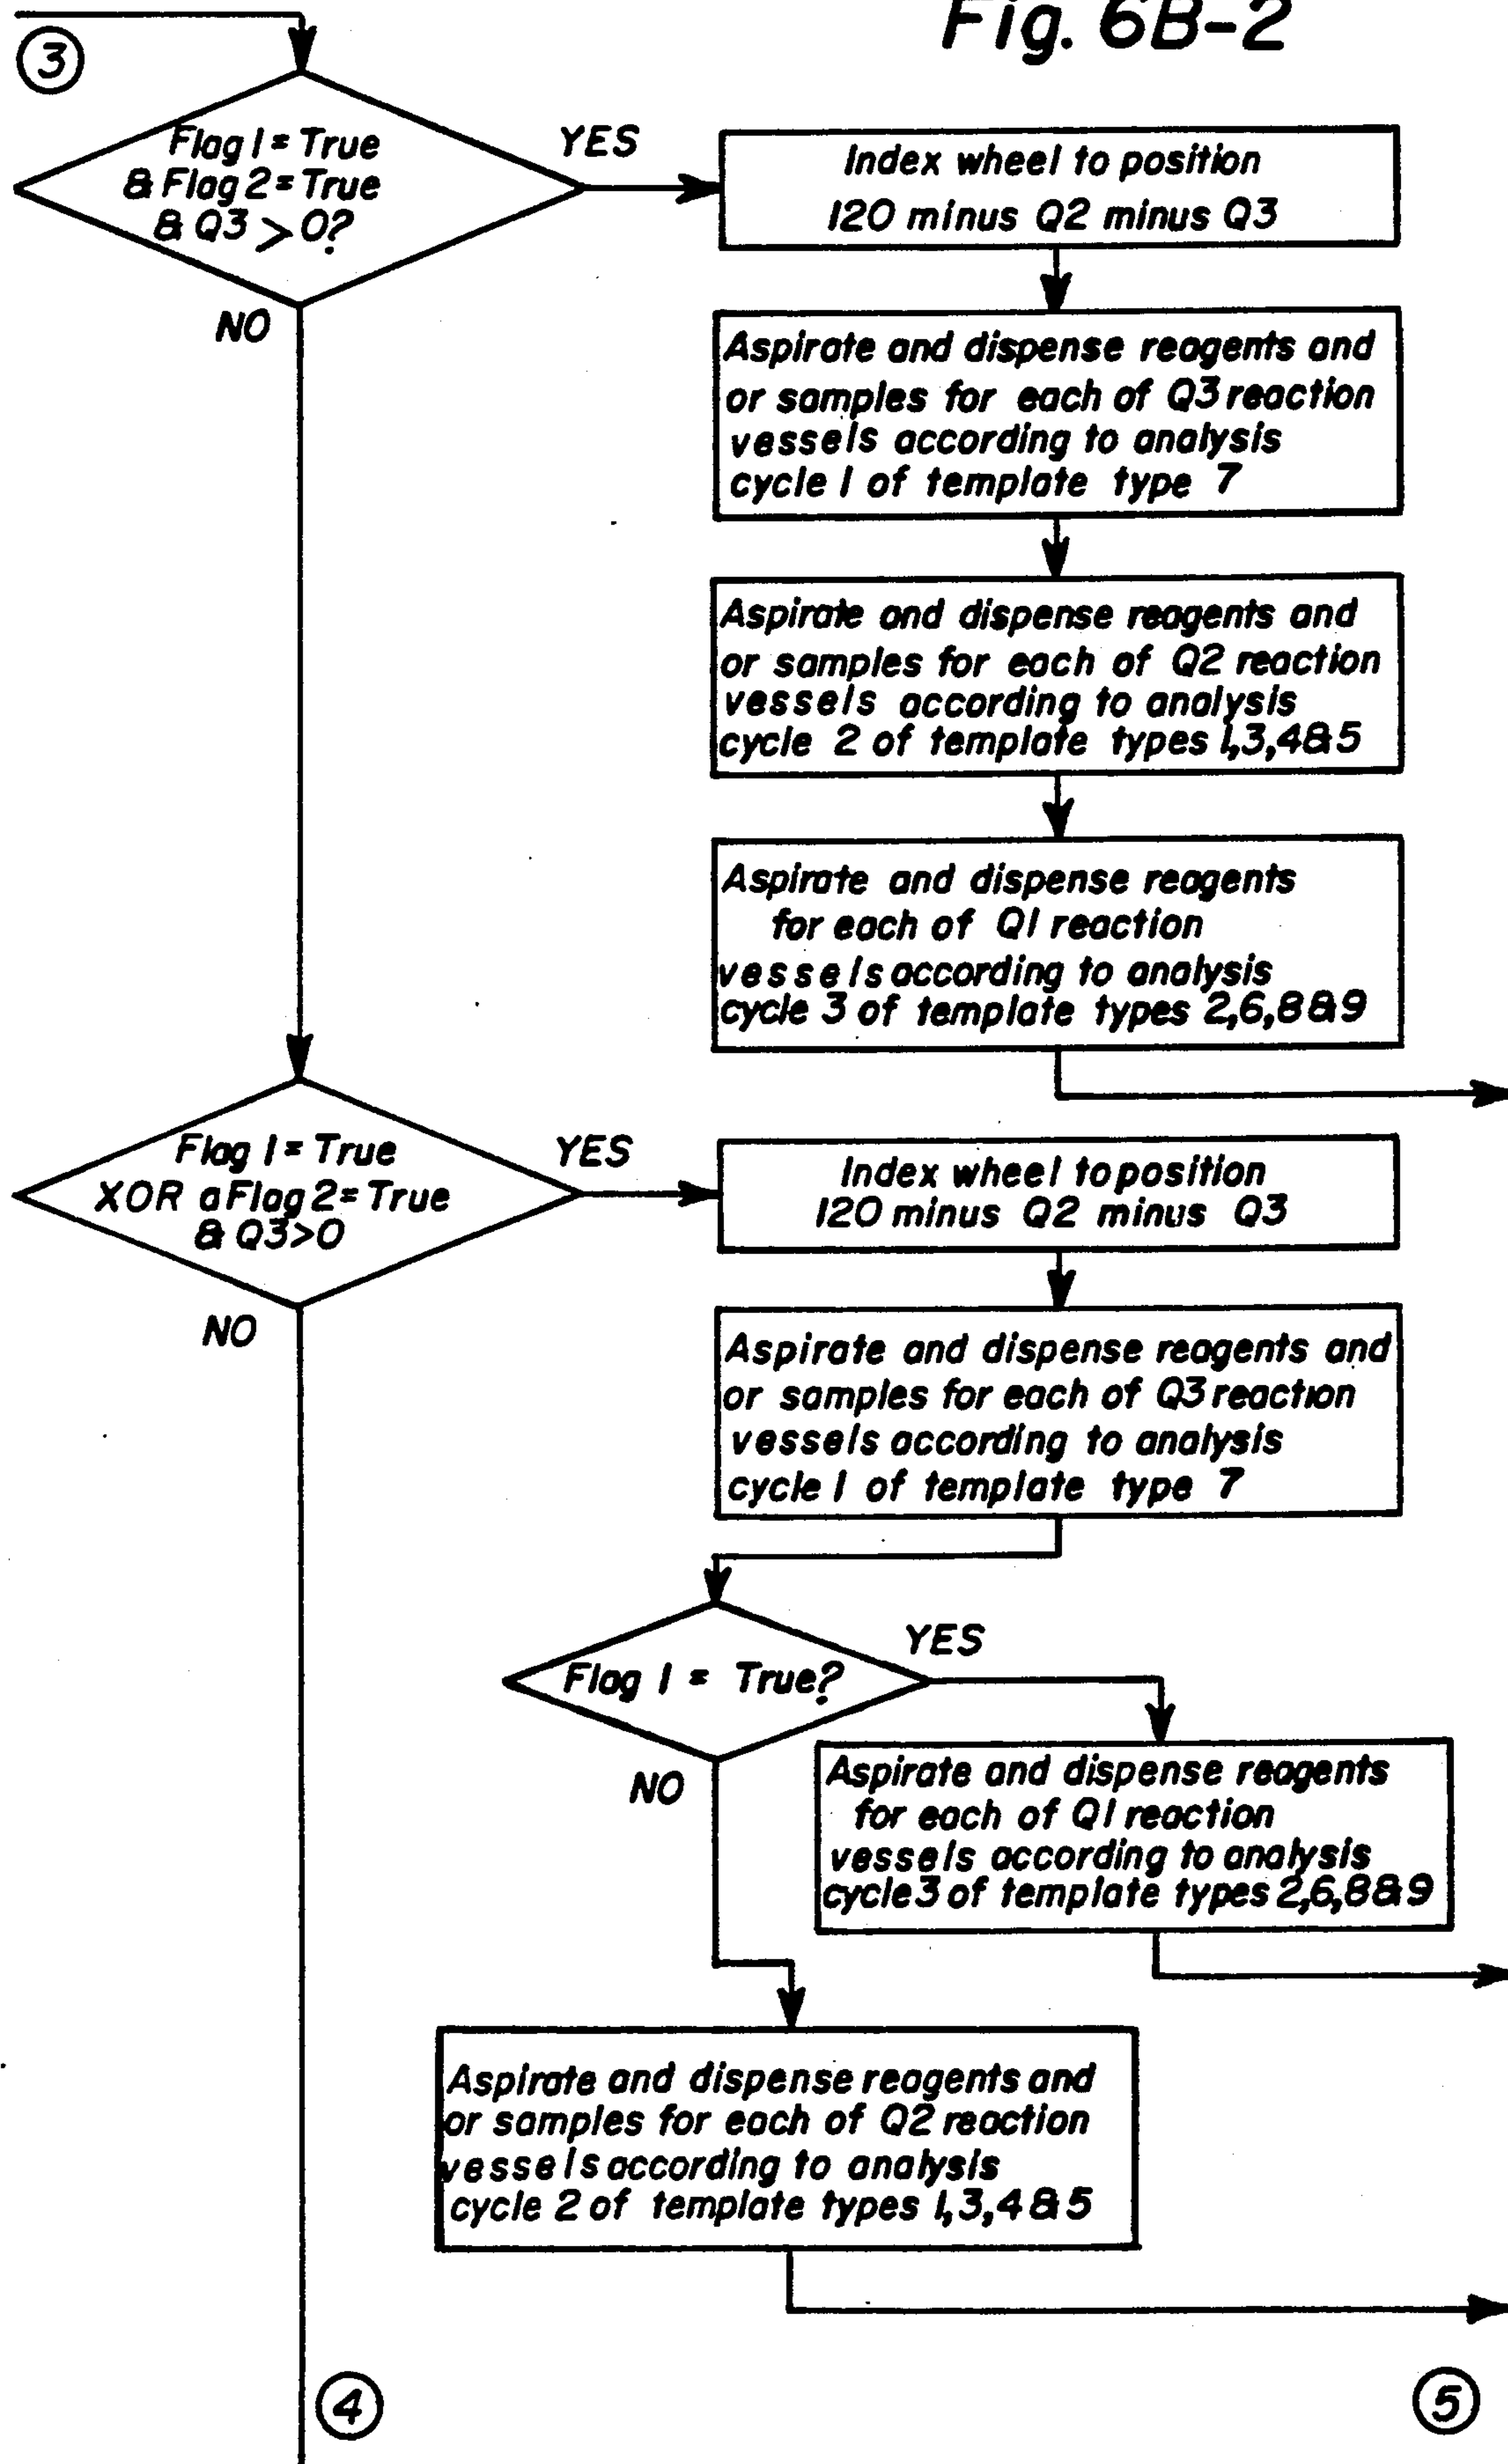 Fig. 6B-2
3
Flag 1 = True
& Flag 2 = True
& Q3 > 0?
YES
NO
Index wheel to position
120 minus Q2 minus Q3
Aspirate and dispense reagents and
or samples for each of Q3 reaction
vessels according to analysis
cycle 1 of template type 7
Aspirate and dispense reagents and
or samples for each of Q2 reaction
vessels according to analysis
cycle 2 of template types 1,3,4&5
Aspirate and dispense reagents
for each of Q1 reaction
vessels according to analysis
cycle 3 of template types 2,6,8&9
Flag 1 = True
XOR a Flag 2 = True
& Q3>0
YES
NO
Index wheel to position
120 minus Q2 minus Q3
Aspirate and dispense reagents and
or samples for each of Q3 reaction
vessels according to analysis
cycle 1 of template type 7
Flag 1 = True?
YES
NO
Aspirate and dispense reagents
for each of Q1 reaction
vessels according to analysis
cycle 3 of template types 2,6,8&9
Aspirate and dispense reagents and
or samples for each of Q2 reaction
vessels according to analysis
cycle 2 of template types 1,3,4&5
4
5